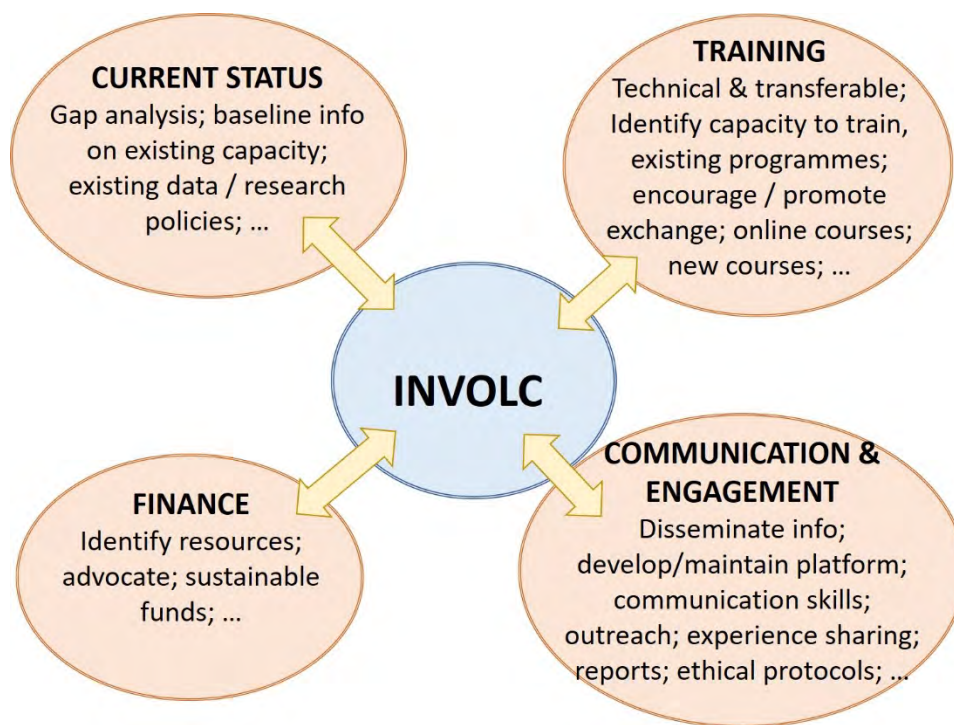 CURRENT STATUS
Gap analysis; baseline info
on existing capacity;
existing data / research
policies; ...
TRAINING
Technical & transferable;
Identify capacity to train,
existing programmes;
encourage / promote
exchange; online courses;
new courses; ...
INVOLC
FINANCE
Identify resources;
advocate; sustainable
funds; ...
COMMUNICATION &
ENGAGEMENT
Disseminate info;
develop/maintain platform;
communication skills;
outreach; experience sharing;
reports; ethical protocols; ...